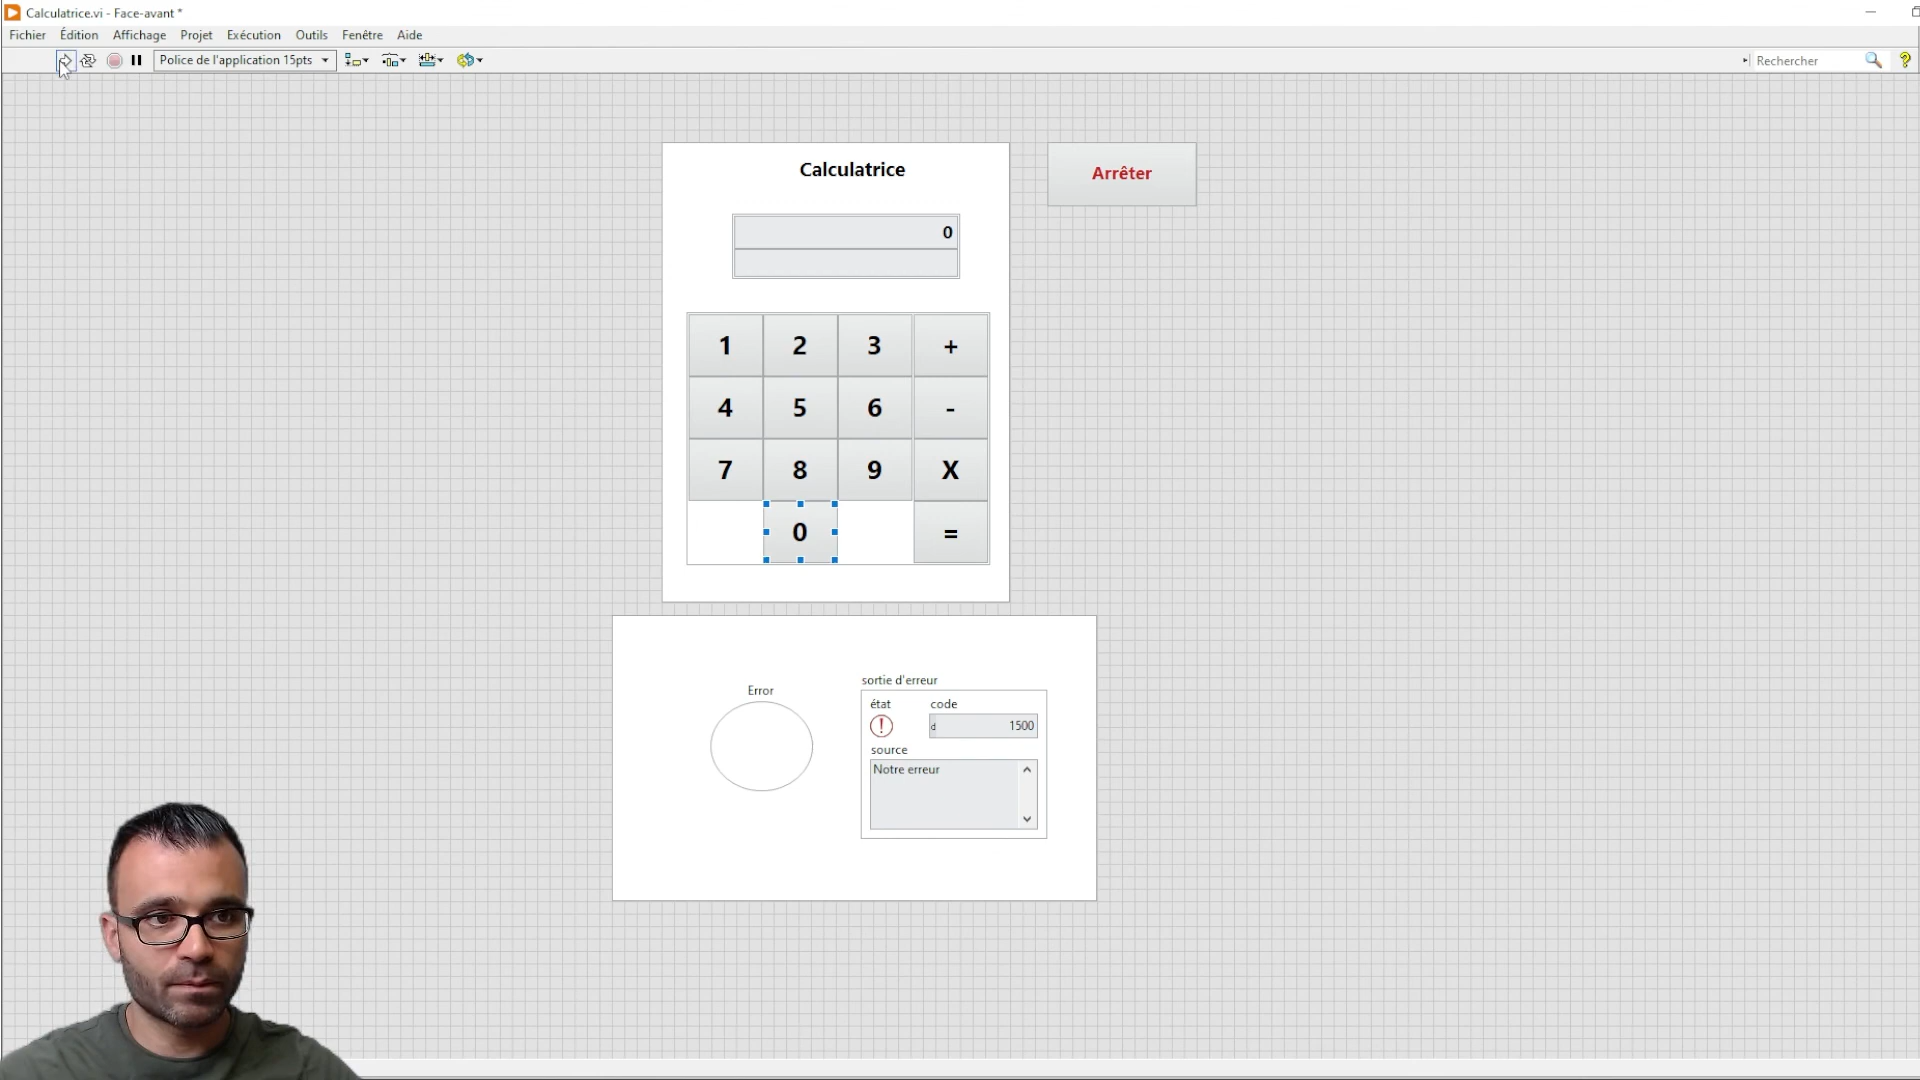 Calculatrice.vi - Face-avant *
Fichier Édition Affichage Projet Exécution Outils Fenêtre Aide
Police de l'application 15pts
Rechercher
?
Calculatrice
Arrêter
0
1 2 3 +
4 5 6 -
7 8 9 X
0 =
Error
sortie d'erreur
état code
! d 1500
source
Notre erreur